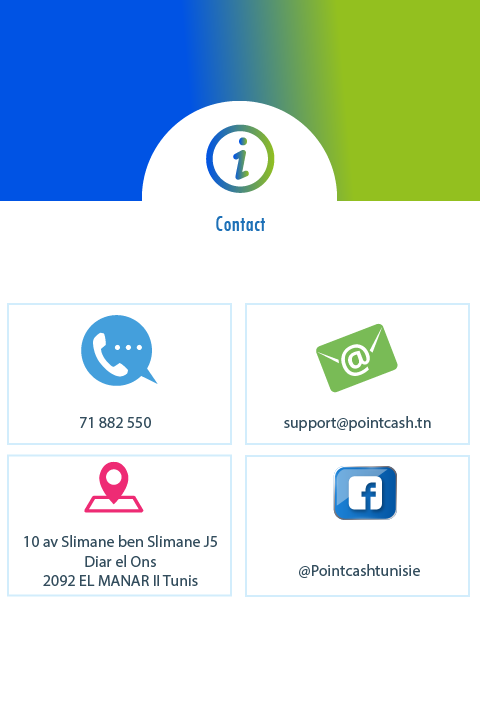 Contact
71 882 550
support@pointcash.tn
10 av Slimane ben Slimane J5
Diar el Ons
2092 EL MANAR II Tunis
@Pointcashtunisie